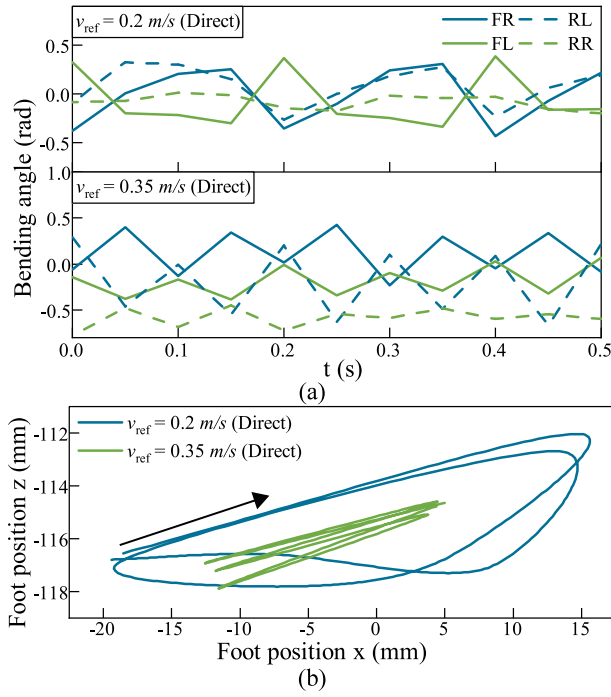 v_ref = 0.2 m/s (Direct)
FR
RL
FL
RR
0.5
0.0
-0.5
1.0
v_ref = 0.35 m/s (Direct)
0.5
0.0
-0.5
Bending angle (rad)
0.0
0.1
0.2
0.3
0.4
0.5
t (s)
(a)
v_ref = 0.2 m/s (Direct)
v_ref = 0.35 m/s (Direct)
-112
-114
-116
-118
Foot position z (mm)
-20
-15
-10
-5
0
5
10
15
Foot position x (mm)
(b)